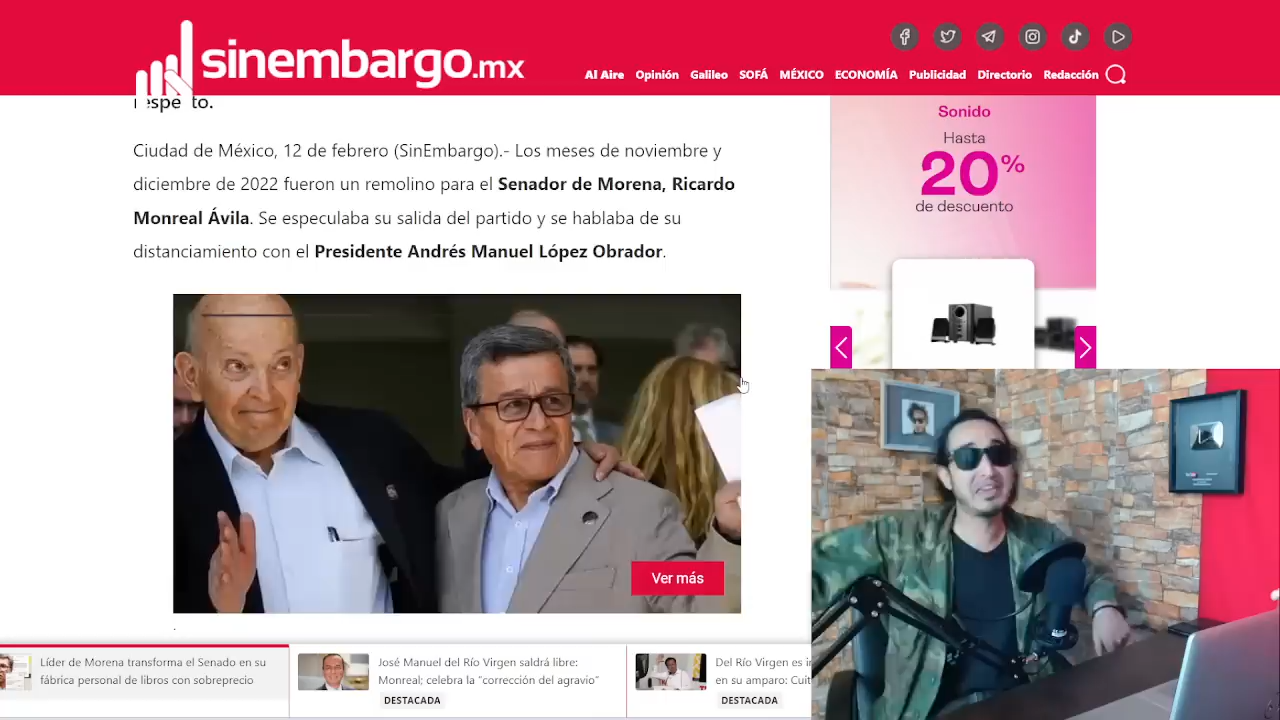 sinembargo.mx
Al Aire Opinión Galileo SOFÁ MÉXICO ECONOMÍA Publicidad Directorio Redacción
respeto.
Ciudad de México, 12 de febrero (SinEmbargo).- Los meses de noviembre y
diciembre de 2022 fueron un remolino para el Senador de Morena, Ricardo
Monreal Ávila. Se especulaba su salida del partido y se hablaba de su
distanciamiento con el Presidente Andrés Manuel López Obrador.
Sonido
Hasta
20%
de descuento
Ver más
.
Líder de Morena transforma el Senado en su
fábrica personal de libros con sobreprecio
José Manuel del Río Virgen saldrá libre:
Monreal; celebra la “corrección del agravio”
DESTACADA
Del Río Virgen es
en su amparo:
DESTACADA